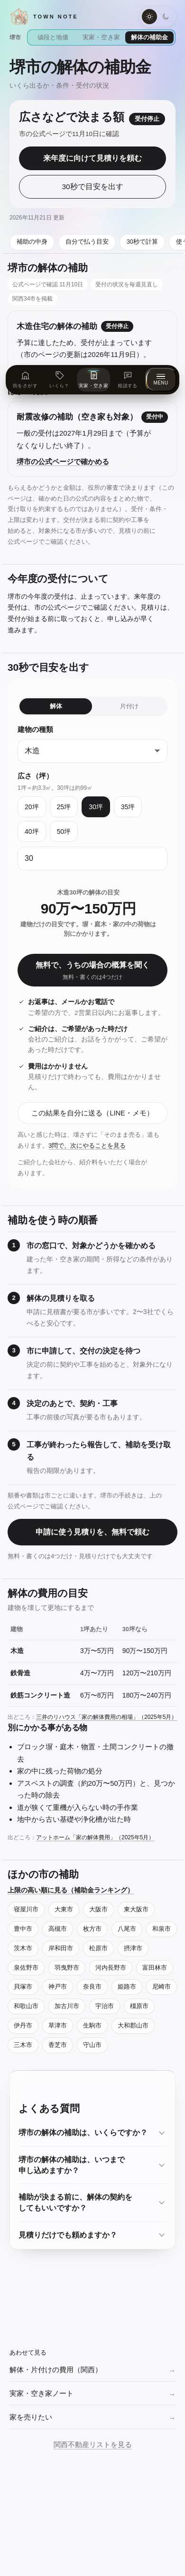 TOWN NOTE
堺市
値段と地価
実家・空き家
解体の補助金
堺市の解体の補助金
いくら出るか・条件・受付の状況
広さなどで決まる額
受付停止
市の公式ページで11月10日に確認
来年度に向けて見積りを頼む
30秒で目安を出す
2026年11月21日 更新
補助の中身
自分で払う目安
30秒で計算
堺市の解体の補助
公式ページで確認 11月10日
受付の状況を毎週見直し
関西34市を掲載
木造住宅の解体の補助
受付停止
予算に達したため、受付が止まっています
（市のページの更新は2026年11月9日）。
街をさがす
いくら？
実家・空き家
相談する
MENU
耐震改修の補助（空き家も対象）
受付中
一般の受付は2027年1月29日まで（予算が
なくなりしだい終了）。
堺市の公式ページで確かめる
もらえるかどうかと金額は、役所の審査で決まります（この
ページは、確かめた日の公式の内容をまとめた物で、
受け取りを約束するものではありません）。受付・条件・
上限は変わります。受付が決まる前に契約や工事を
始めると、対象外になる市が多いので、見積りの前に
公式ページでご確認ください。
今年度の受付について
堺市の今年度の受付は、止まっています。来年度の
受付は、市の公式ページでご確認ください。見積りは、
受付が始まる前に取っておくと、申し込みが早く
進みます。
30秒で目安を出す
解体
片付け
建物の種類
木造
広さ（坪）
1坪＝約3.3㎡。30坪は約99㎡
20坪
25坪
30坪
35坪
40坪
50坪
30
木造30坪の解体の目安
90万〜150万円
建物だけの目安です。塀・庭木・家の中の荷物は
別にかかります。
無料で、うちの場合の概算を聞く
無料・書くのは4つだけ
お返事は、メールかお電話で
ご希望の方で、2営業日以内にお返事します。
ご紹介は、ご希望があった時だけ
会社のご紹介は、お話をうかがって、ご希望が
あった時だけです。
費用はかかりません
見積りだけで終わっても、費用はかかりませ
ん。
この結果を自分に送る（LINE・メモ）
高いと感じた時は、壊さずに「そのまま売る」道も
あります。3問で、次にやることを見る
ご紹介した会社から、紹介料をいただく場合が
あります。
補助を使う時の順番
1
市の窓口で、対象かどうかを確かめる
建った年・空き家の期間・所得などの条件があり
ます。
2
解体の見積りを取る
申請に見積書が要る市が多いです。2〜3社でくら
べると安心です。
3
市に申請して、交付の決定を待つ
決定の前に契約や工事を始めると、対象外になり
ます。
4
決定のあとで、契約・工事
工事の前後の写真が要る市もあります。
5
工事が終わったら報告して、補助を受け取
る
報告の期限があります。
順番や書類は市ごとに違います。堺市の手続きは、上の
公式ページでご確認ください。
申請に使う見積りを、無料で頼む
無料・書くのは4つだけ・見積りだけでも大丈夫です
解体の費用の目安
建物を壊して更地にするまで
建物
1坪あたり
30坪なら
木造
3万〜5万円
90万〜150万円
鉄骨造
4万〜7万円
120万〜210万円
鉄筋コンクリート造
6万〜8万円
180万〜240万円
出どころ：三井のリハウス「家の解体費用の相場」（2025年5月）
別にかかる事がある物
ブロック塀・庭木・物置・土間コンクリートの撤
去
家の中に残った荷物の処分
アスベストの調査（約20万〜50万円）と、見つか
った時の除去
道が狭くて重機が入らない時の手作業
地中から古い基礎や浄化槽が出た時
出どころ：アットホーム「家の解体費用」（2025年5月）
ほかの市の補助
上限の高い順に見る（補助金ランキング）
寝屋川市
大東市
大阪市
東大阪市
豊中市
高槻市
枚方市
八尾市
和泉市
茨木市
岸和田市
松原市
摂津市
泉佐野市
羽曳野市
河内長野市
富田林市
貝塚市
神戸市
奈良市
姫路市
尼崎市
和歌山市
加古川市
宇治市
橿原市
伊丹市
草津市
生駒市
大和郡山市
三木市
香芝市
守山市
よくある質問
堺市の解体の補助は、いくらですか？
堺市の解体の補助は、いつまで
申し込めますか？
補助が決まる前に、解体の契約を
してもいいですか？
見積りだけでも頼めますか？
あわせて見る
解体・片付けの費用（関西）
→
実家・空き家ノート
→
家を売りたい
→
関西不動産リストを見る